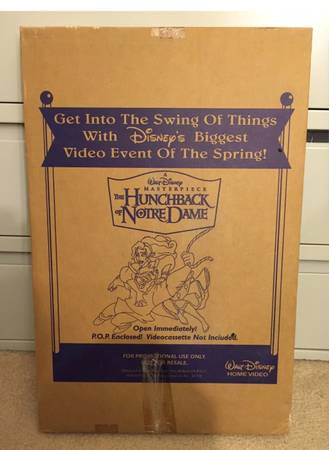 Get Into The Swing Of Things
With Disney's Biggest
Video Event Of The Spring!
A
Walt Disney
MASTERPIECE
THE HUNCHBACK
OF NOTRE DAME
Open Immediately!
P.O.P. Enclosed! Videocassette Not Included.
FOR PROMOTIONAL USE ONLY.
RESALE.
Walt Disney
HOME VIDEO